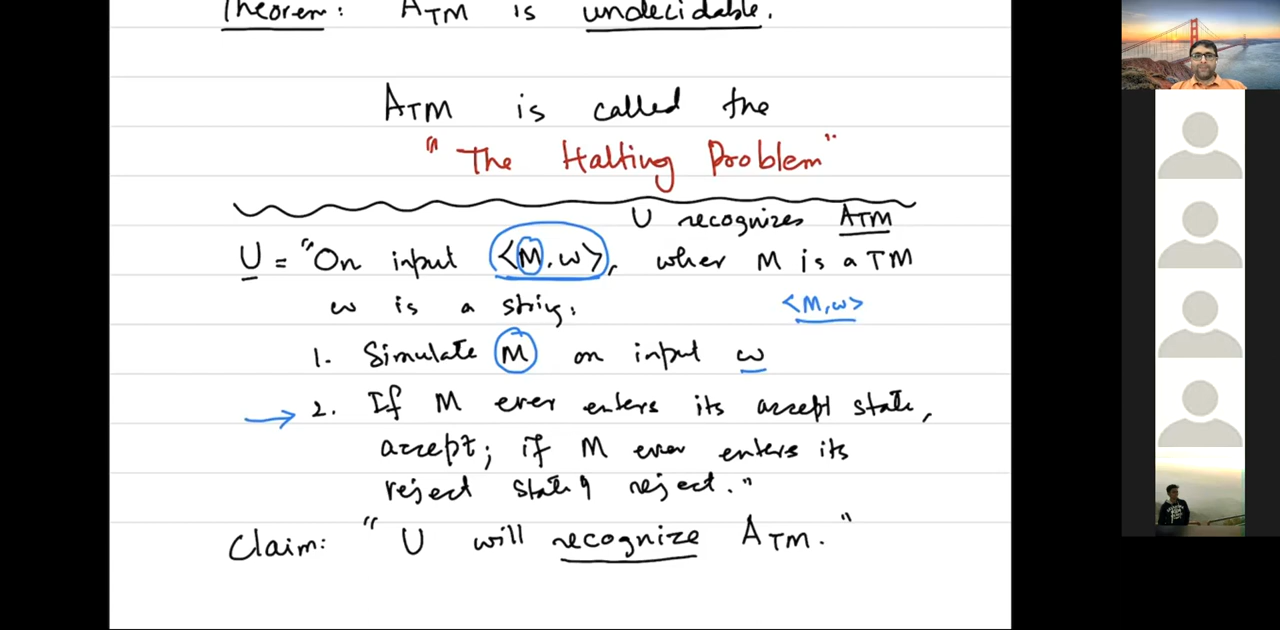 Theorem: ATM is undecidable.
ATM is called the
"The Halting Problem"
U recognizes ATM
U = "On input <M, w>, wher M is a TM
w is a string:
<M, w>
1. Simulate M on input w
2. If M ever enters its accept state,
accept; if M ever enters its
reject state, reject."
Claim: "U will recognize ATM."